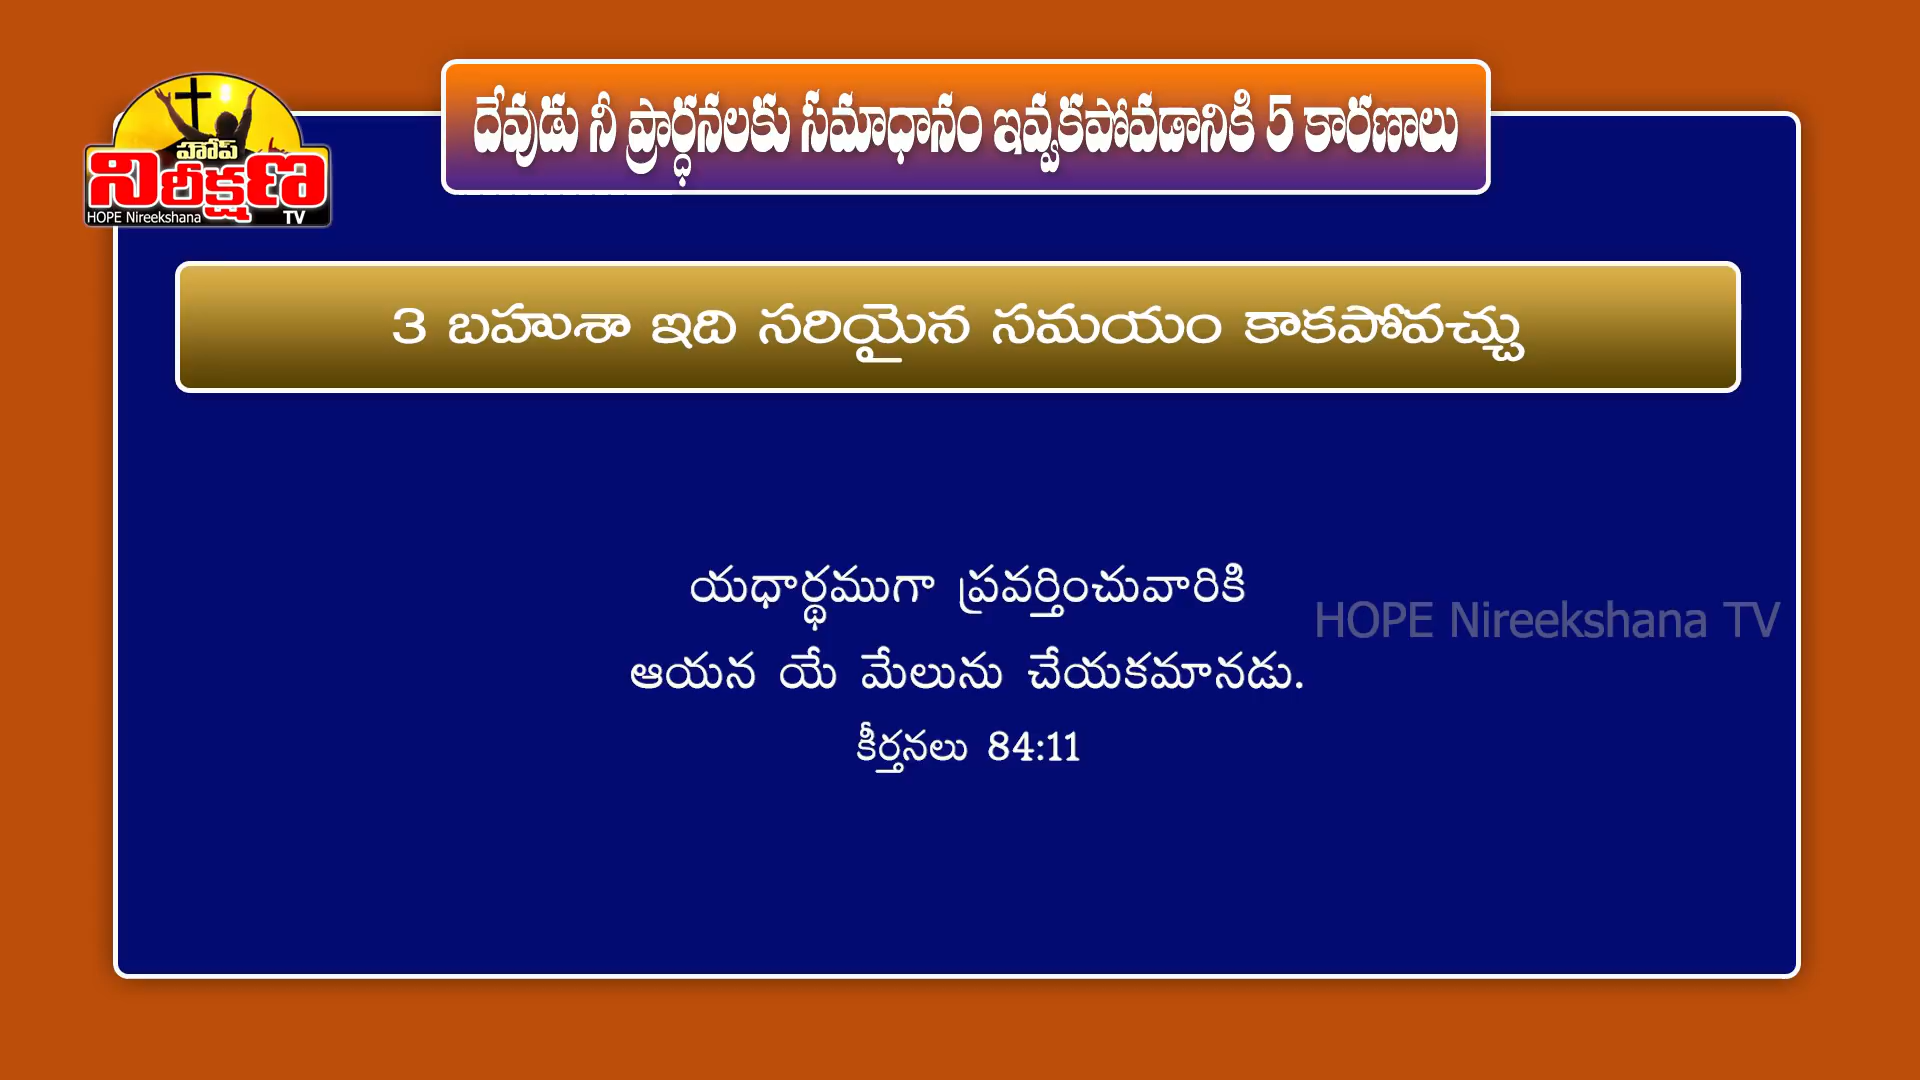 దేవుడు నీ ప్రార్ధనలకు సమాధానం ఇవ్వకపోవడానికి 5 కారణాలు
హోప్
నిరీక్షణ
HOPE Nireekshana TV
3 బహుశా ఇది సరియైన సమయం కాకపోవచ్చు
యధార్థముగా ప్రవర్తించువారికి
HOPE Nireekshana TV
ఆయన యే మేలును చేయకమానడు.
కీర్తనలు 84:11